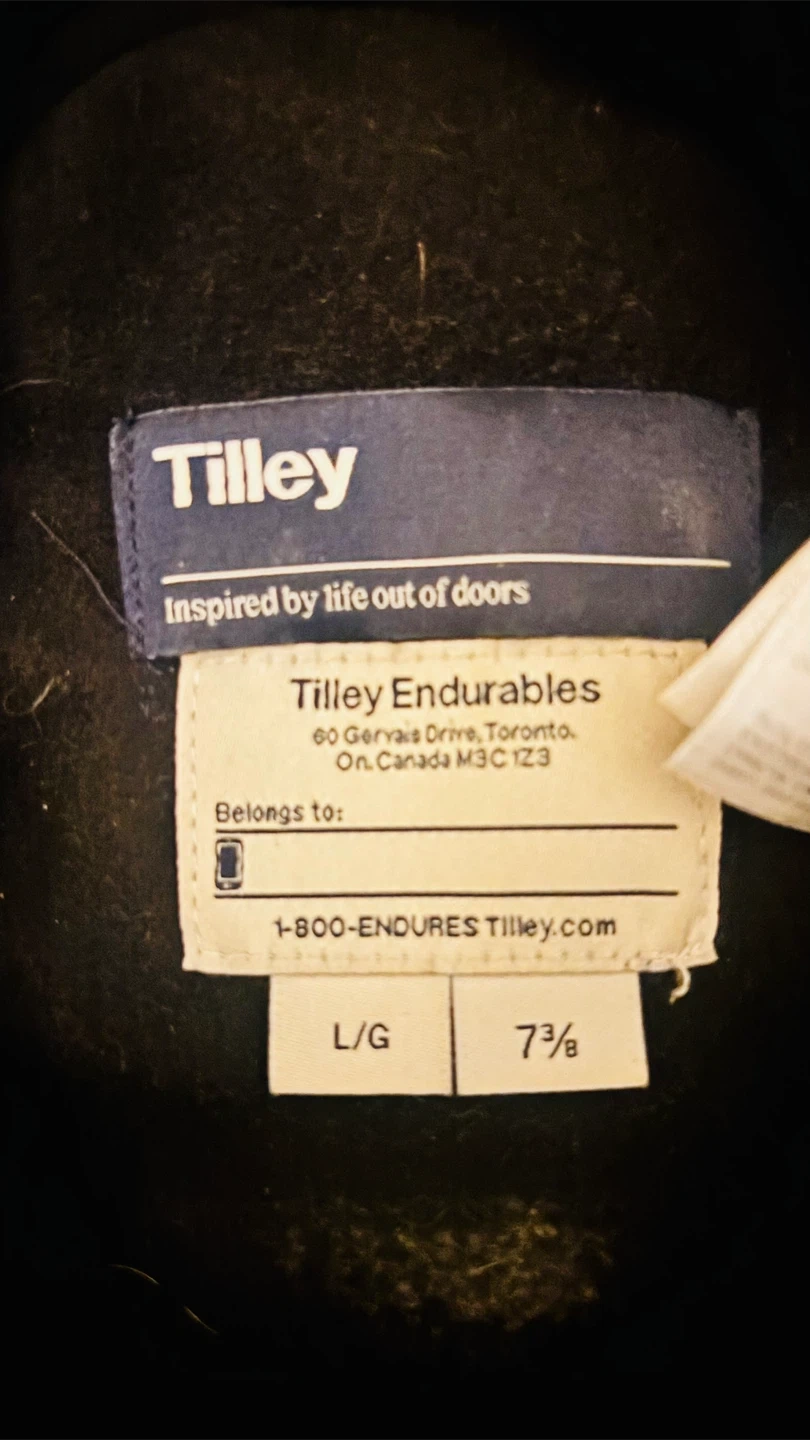 Tilley
Inspired by life out of doors
Tilley Endurables
60 Gervais Drive, Toronto.
On. Canada M3C 1Z3
Belongs to:
1-800-ENDURES Tilley.com
L/G
7⅜